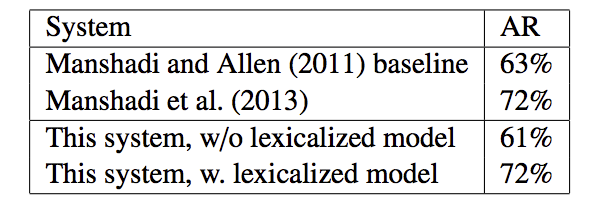 System AR
Manshadi and Allen (2011) baseline 63%
Manshadi et al. (2013) 72%
This system, w/o lexicalized model 61%
This system, w. lexicalized model 72%